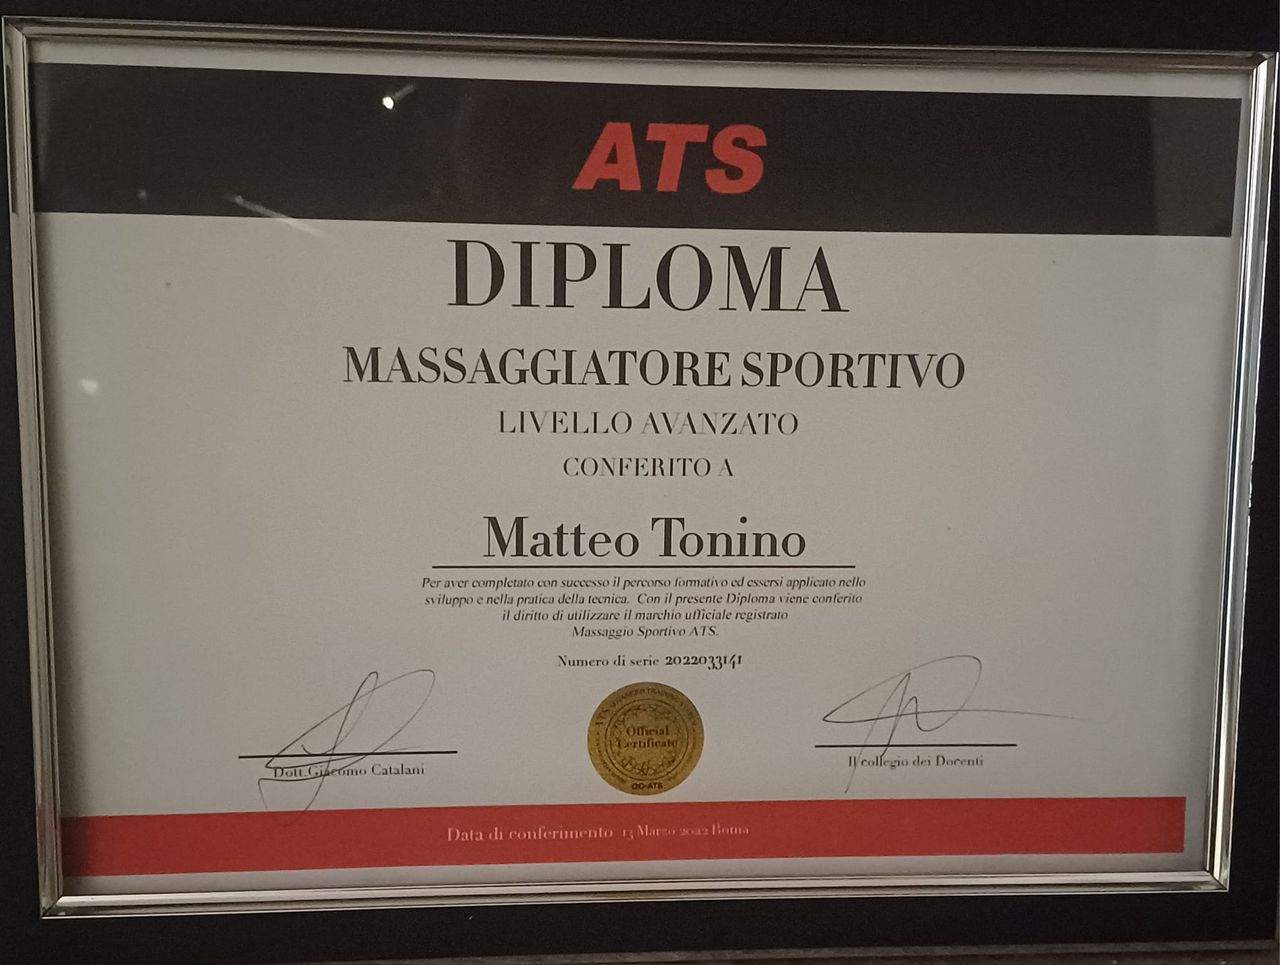 ATS
DIPLOMA
MASSAGGIATORE SPORTIVO
LIVELLO AVANZATO
CONFERITO A
Matteo Tonino
Per aver completato con successo il percorso formativo ed essersi applicato nello
sviluppo e nella pratica della tecnica. Con il presente Diploma viene conferito
il diritto di utilizzare il marchio ufficiale registrato
Massaggio Sportivo ATS.
Numero di serie 2022033141
Official
Certificate
Dott.Giacomo Catalani
Il collegio dei Docenti
Data di conferimento 13 Marzo 2022 Roma